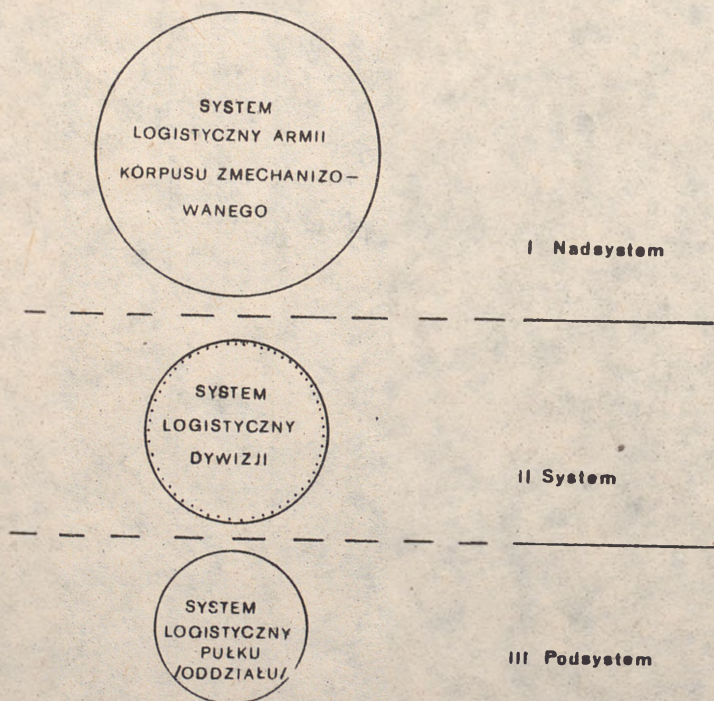 SYSTEM
LOGISTYCZNY ARMII
KORPUSU ZMECHANIZO–
WANEGO
I Nadsystem
SYSTEM
LOGISTYCZNY
DYWIZJI
II System
SYSTEM
LOGISTYCZNY
PUŁKU
/ODDZIAŁU/
III Podsystem